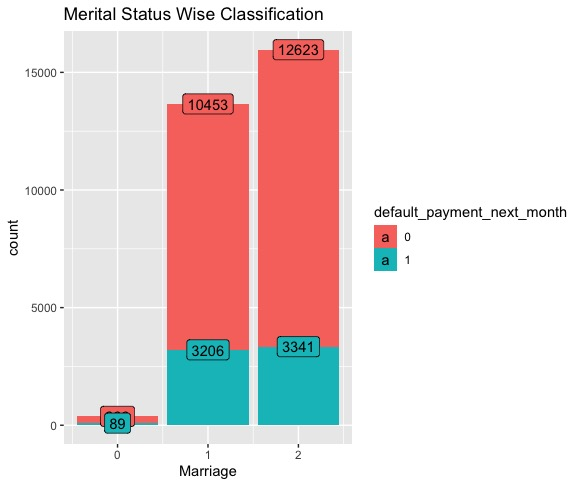 Merital Status Wise Classification
12623
15000
10453
10000
count
default_payment_next_month
a 0
a 1
5000
3206
3341
89
0
0 1 2
Marriage